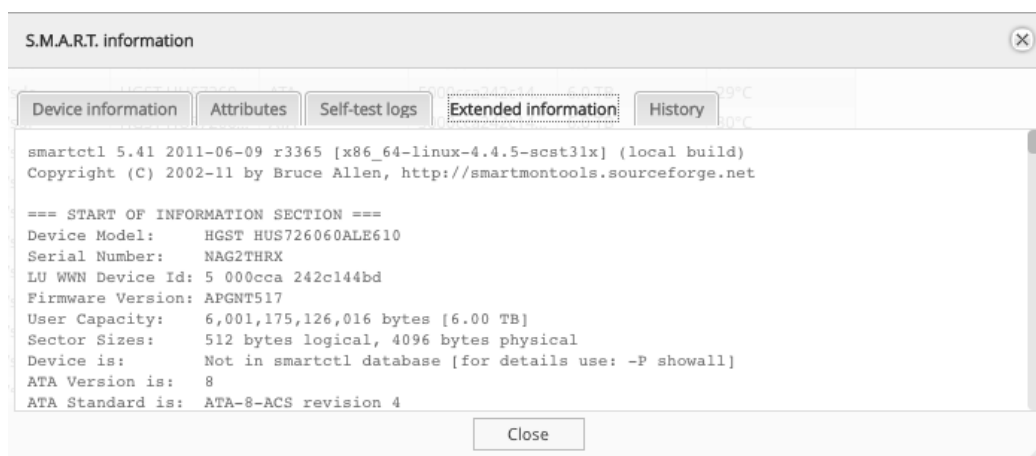 S.M.A.R.T. information
Device information Attributes Self-test logs Extended information History
smartctl 5.41 2011-06-09 r3365 [x86_64-linux-4.4.5-scst31x] (local build)
Copyright (C) 2002-11 by Bruce Allen, http://smartmontools.sourceforge.net
=== START OF INFORMATION SECTION ===
Device Model: HGST HUS726060ALE610
Serial Number: NAG2THRX
LU WWN Device Id: 5 000cca 242c144bd
Firmware Version: APGNT517
User Capacity: 6,001,175,126,016 bytes [6.00 TB]
Sector Sizes: 512 bytes logical, 4096 bytes physical
Device is: Not in smartctl database [for details use: -P showall]
ATA Version is: 8
ATA Standard is: ATA-8-ACS revision 4
Close